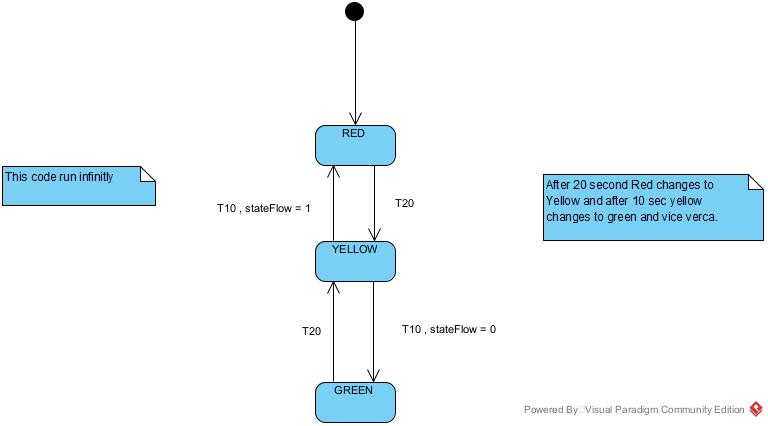 RED
This code run infinitly
After 20 second Red changes to
Yellow and after 10 sec yellow
changes to green and vice verca.
T10 , stateFlow = 1
T20
YELLOW
T20
T10 , stateFlow = 0
GREEN
Powered By□Visual Paradigm Community Edition